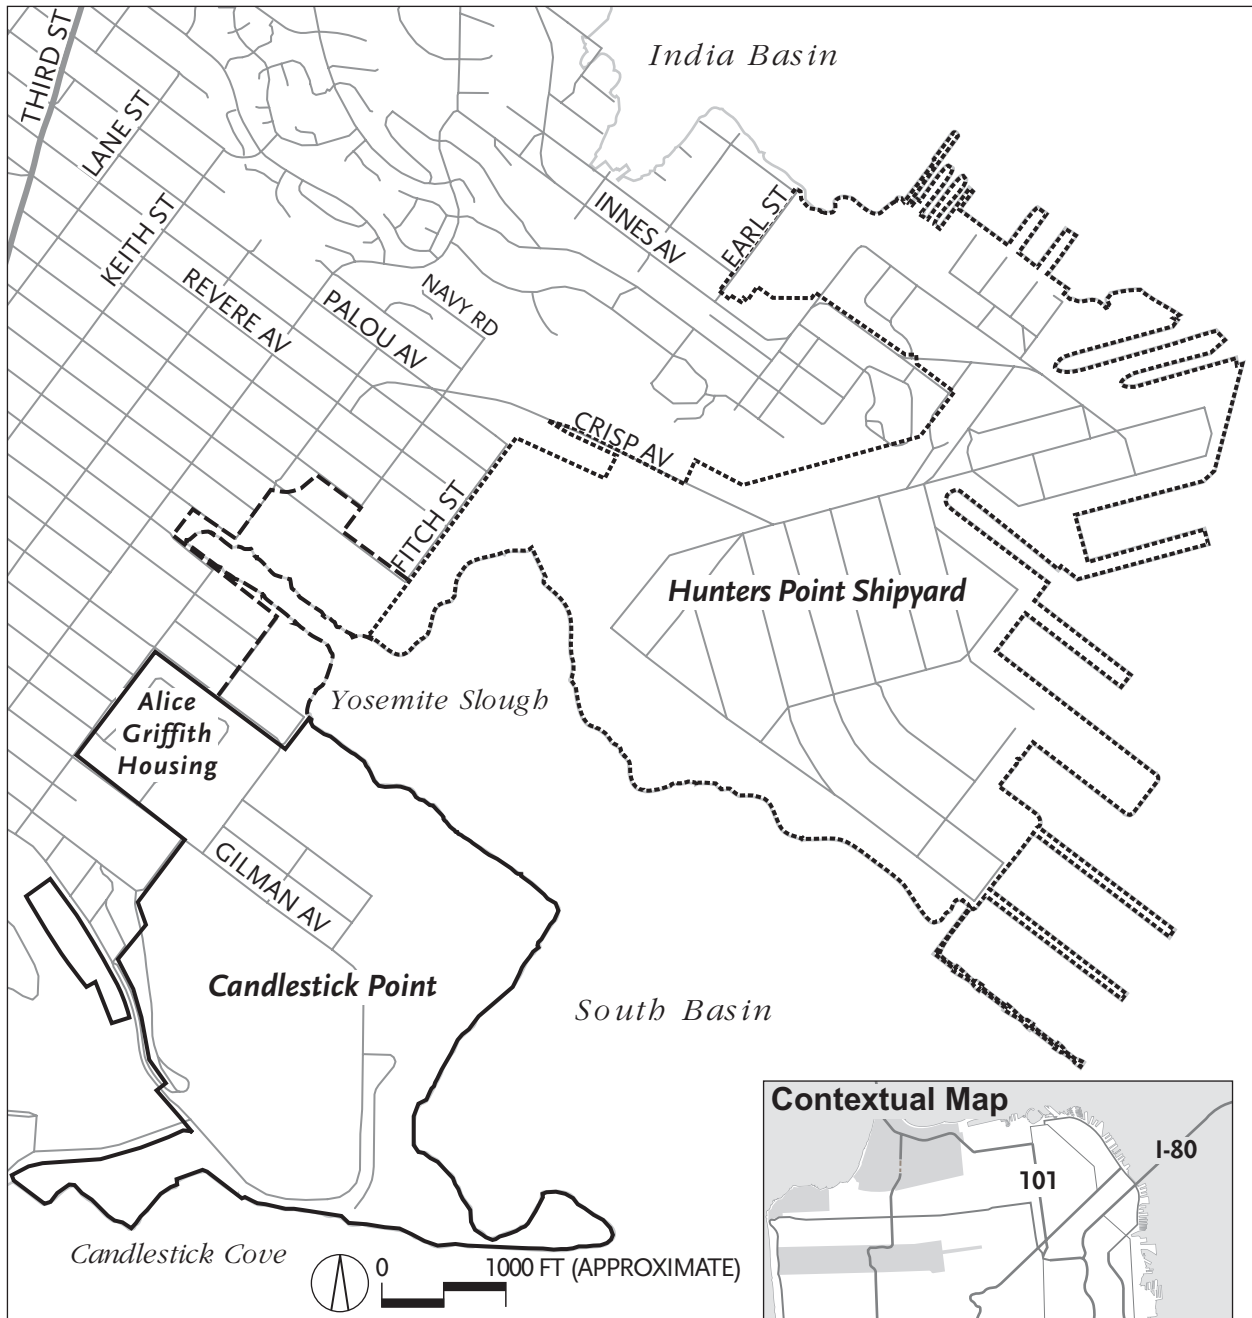 India Basin
THIRD ST
LANE ST
KEITH ST
REVERE AV
PALOU AV
NAVY RD
INNES AV
EARL ST
CRISP AV
FITCH ST
Hunters Point Shipyard
Yosemite Slough
Alice
Griffith
Housing
GILMAN AV
Candlestick Point
South Basin
Candlestick Cove
0 1000 FT (APPROXIMATE)
Contextual Map
I-80
101